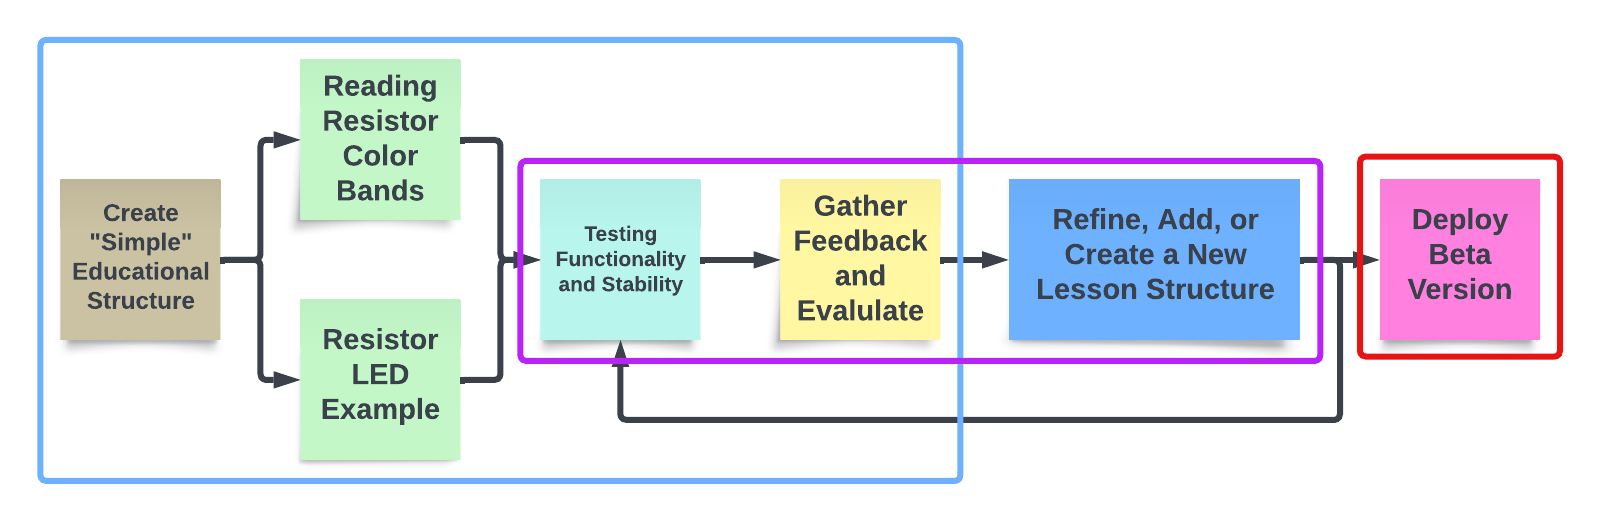 Create
"Simple"
Educational
Structure
Reading
Resistor
Color
Bands
Resistor
LED
Example
Testing
Functionality
and Stability
Gather
Feedback
and
Evalulate
Refine, Add, or
Create a New
Lesson Structure
Deploy
Beta
Version